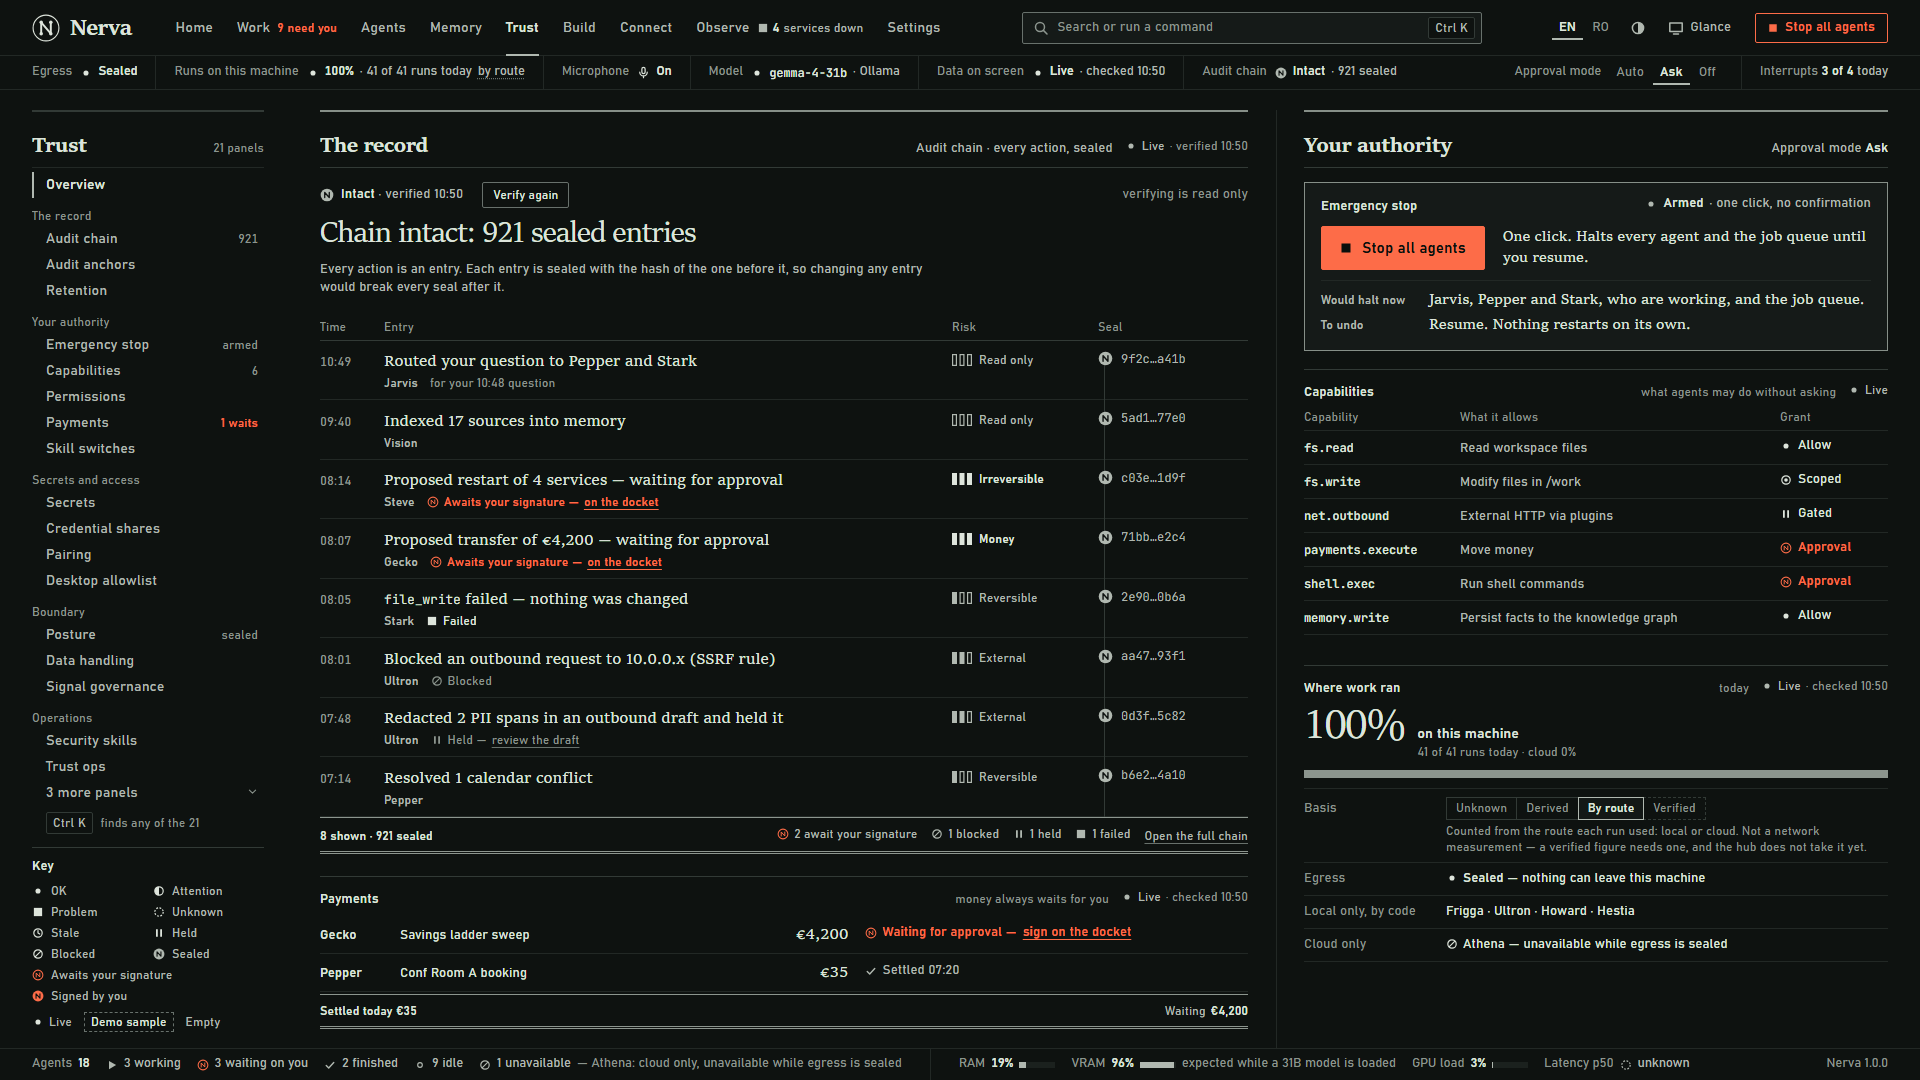 Nerva Home Work 9 need you Agents Memory Trust Build Connect Observe 4 services down Settings Search or run a command Ctrl K EN RO Glance Stop all agents
Egress Sealed Runs on this machine 100% · 41 of 41 runs today by route Microphone On Model gemma-4-31b · Ollama Data on screen Live · checked 10:50 Audit chain Intact · 921 sealed Approval mode Auto Ask Off Interrupts 3 of 4 today
Trust 21 panels
Overview
The record
Audit chain 921
Audit anchors
Retention
Your authority
Emergency stop armed
Capabilities 6
Permissions
Payments 1 waits
Skill switches
Secrets and access
Secrets
Credential shares
Pairing
Desktop allowlist
Boundary
Posture sealed
Data handling
Signal governance
Operations
Security skills
Trust ops
3 more panels
Ctrl K finds any of the 21
Key
OK Attention
Problem Unknown
Stale Held
Blocked Sealed
Awaits your signature
Signed by you
Live Demo sample Empty
The record Audit chain · every action, sealed Live · verified 10:50
Intact · verified 10:50 Verify again verifying is read only
Chain intact: 921 sealed entries
Every action is an entry. Each entry is sealed with the hash of the one before it, so changing any entry
would break every seal after it.
Time Entry Risk Seal
10:49 Routed your question to Pepper and Stark Read only 9f2c…a41b
Jarvis for your 10:48 question
09:40 Indexed 17 sources into memory Read only 5ad1…77e0
Vision
08:14 Proposed restart of 4 services — waiting for approval Irreversible c03e…1d9f
Steve Awaits your signature — on the docket
08:07 Proposed transfer of €4,200 — waiting for approval Money 71bb…e2c4
Gecko Awaits your signature — on the docket
08:05 file_write failed — nothing was changed Reversible 2e90…0b6a
Stark Failed
08:01 Blocked an outbound request to 10.0.0.x (SSRF rule) External aa47…93f1
Ultron Blocked
07:48 Redacted 2 PII spans in an outbound draft and held it External 0d3f…5c82
Ultron Held — review the draft
07:14 Resolved 1 calendar conflict Reversible b6e2…4a10
Pepper
8 shown · 921 sealed 2 await your signature 1 blocked 1 held 1 failed Open the full chain
Payments money always waits for you Live · checked 10:50
Gecko Savings ladder sweep €4,200 Waiting for approval — sign on the docket
Pepper Conf Room A booking €35 Settled 07:20
Settled today €35 Waiting €4,200
Your authority Approval mode Ask
Emergency stop Armed · one click, no confirmation
Stop all agents One click. Halts every agent and the job queue until
you resume.
Would halt now Jarvis, Pepper and Stark, who are working, and the job queue.
To undo Resume. Nothing restarts on its own.
Capabilities what agents may do without asking Live
Capability What it allows Grant
fs.read Read workspace files Allow
fs.write Modify files in /work Scoped
net.outbound External HTTP via plugins Gated
payments.execute Move money Approval
shell.exec Run shell commands Approval
memory.write Persist facts to the knowledge graph Allow
Where work ran today Live · checked 10:50
100% on this machine
41 of 41 runs today · cloud 0%
Basis Unknown Derived By route Verified
Counted from the route each run used: local or cloud. Not a network
measurement — a verified figure needs one, and the hub does not take it yet.
Egress Sealed — nothing can leave this machine
Local only, by code Frigga · Ultron · Howard · Hestia
Cloud only Athena — unavailable while egress is sealed
Agents 18 3 working 3 waiting on you 2 finished 9 idle 1 unavailable — Athena: cloud only, unavailable while egress is sealed RAM 19% VRAM 96% expected while a 31B model is loaded GPU load 3% Latency p50 unknown Nerva 1.0.0